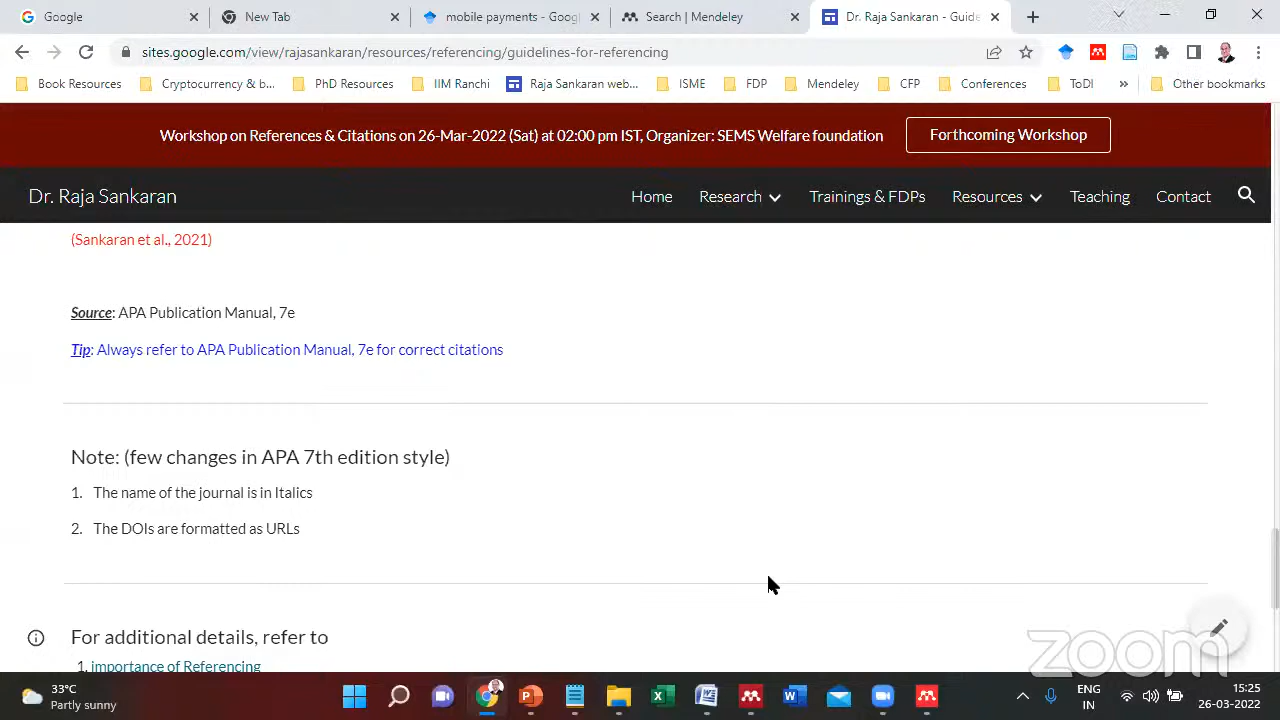 Google
New Tab
mobile payments - Googl
Search | Mendeley
Dr. Raja Sankaran - Guide
sites.google.com/view/rajasankaran/resources/referencing/guidelines-for-referencing
Book Resources
Cryptocurrency & b...
PhD Resources
IIM Ranchi
Raja Sankaran web...
ISME
FDP
Mendeley
CFP
Conferences
ToDI
»
Other bookmarks
Workshop on References & Citations on 26-Mar-2022 (Sat) at 02:00 pm IST, Organizer: SEMS Welfare foundation
Forthcoming Workshop
Dr. Raja Sankaran
Home
Research
Trainings & FDPs
Resources
Teaching
Contact
(Sankaran et al., 2021)
Source: APA Publication Manual, 7e
Tip: Always refer to APA Publication Manual, 7e for correct citations
Note: (few changes in APA 7th edition style)
1. The name of the journal is in Italics
2. The DOIs are formatted as URLs
For additional details, refer to
1. importance of Referencing
zoom
33°C
Partly sunny
ENG
IN
15:25
26-03-2022